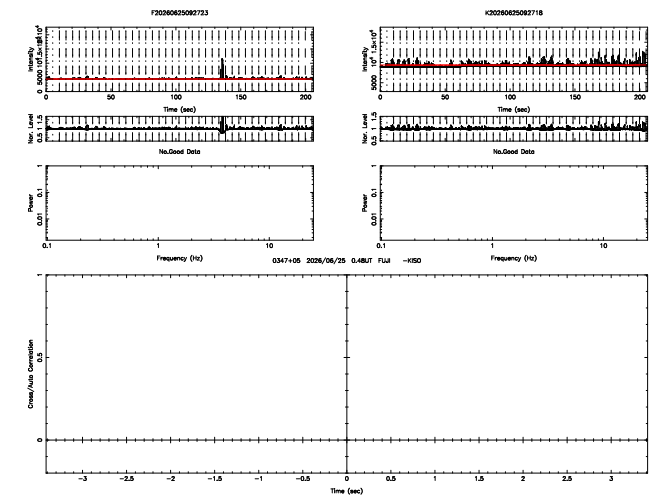 F20260625092723
K20260625092718
Intensity
0 5000 10⁴ 1.5×10⁴
Intensity
0 5000 10⁴ 1.5×10⁴
0 50 100 150 200
0 50 100 150 200
Time (sec)
Time (sec)
Nor. Level
0.5 1 1.5
Nor. Level
0.5 1 1.5
No.Good Data
No.Good Data
Power
0.01 0.1 1
Power
0.01 0.1 1
0.1 1 10
0.1 1 10
Frequency (Hz)
Frequency (Hz)
0347+05 2026/06/25 0.48UT FUJI -KISO
Cross/Auto Correlation
0 0.5 1
-3 -2.5 -2 -1.5 -1 -0.5 0 0.5 1 1.5 2 2.5 3
Time (sec)